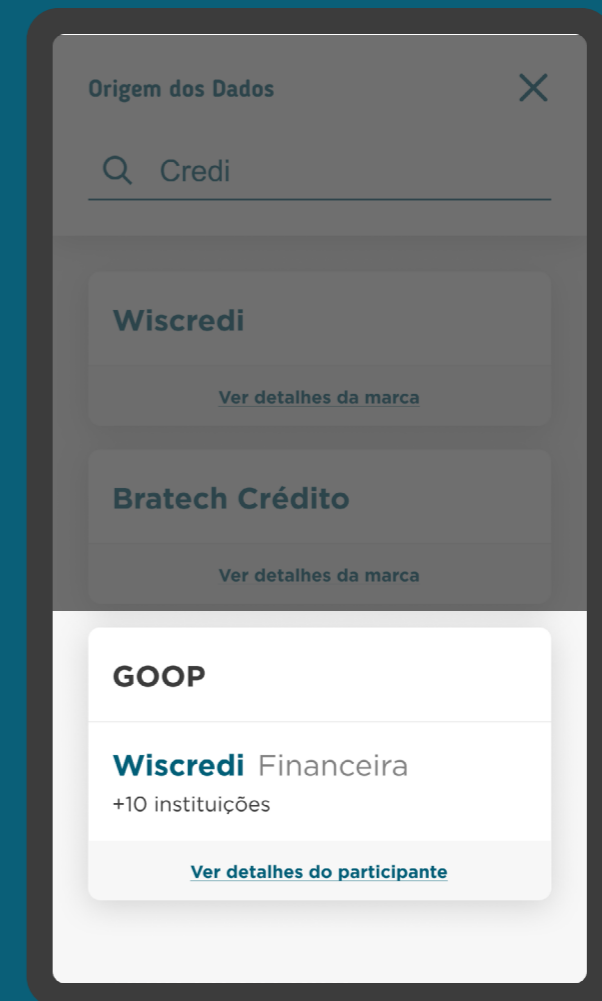 Origem dos Dados
Credi
Wiscredi
Ver detalhes da marca
Bratech Crédito
Ver detalhes da marca
GOOP
Wiscredi Financeira
+10 instituições
Ver detalhes do participante